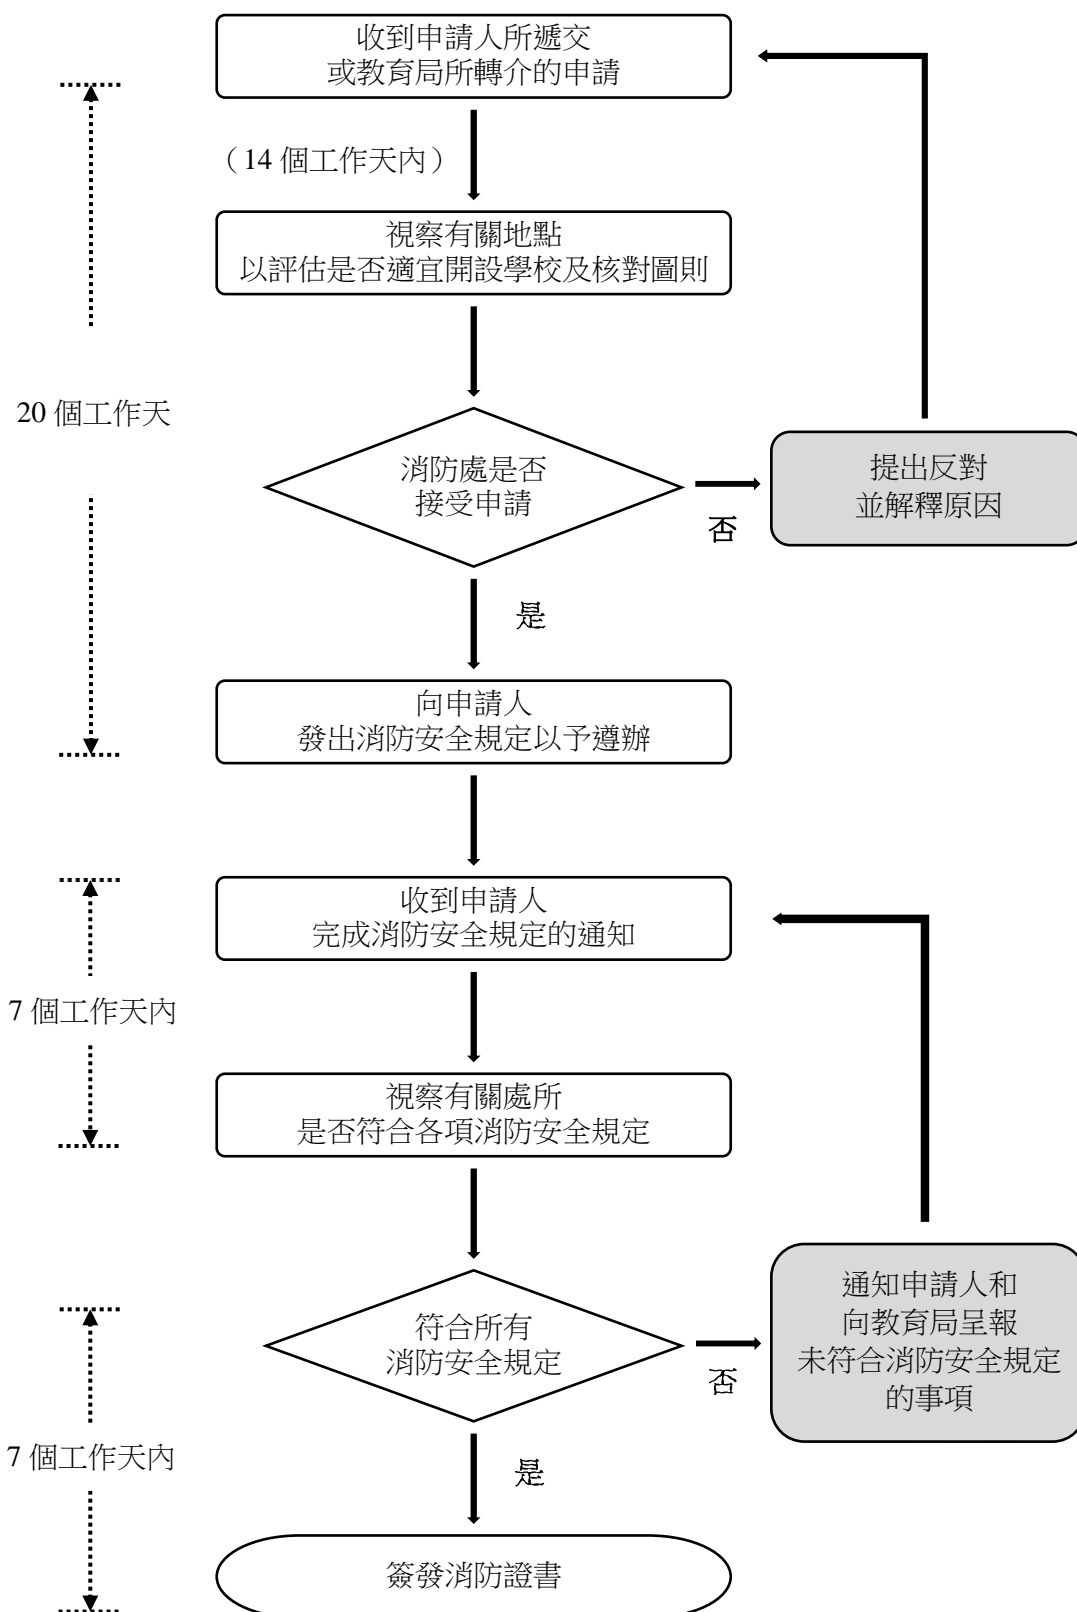 收到申請人所遞交
或教育局所轉介的申請
（14 個工作天內）
視察有關地點
以評估是否適宜開設學校及核對圖則
20 個工作天
消防處是否
接受申請
否
提出反對
並解釋原因
是
向申請人
發出消防安全規定以予遵辦
收到申請人
完成消防安全規定的通知
7 個工作天內
視察有關處所
是否符合各項消防安全規定
符合所有
消防安全規定
否
通知申請人和
向教育局呈報
未符合消防安全規定
的事項
7 個工作天內
是
簽發消防證書